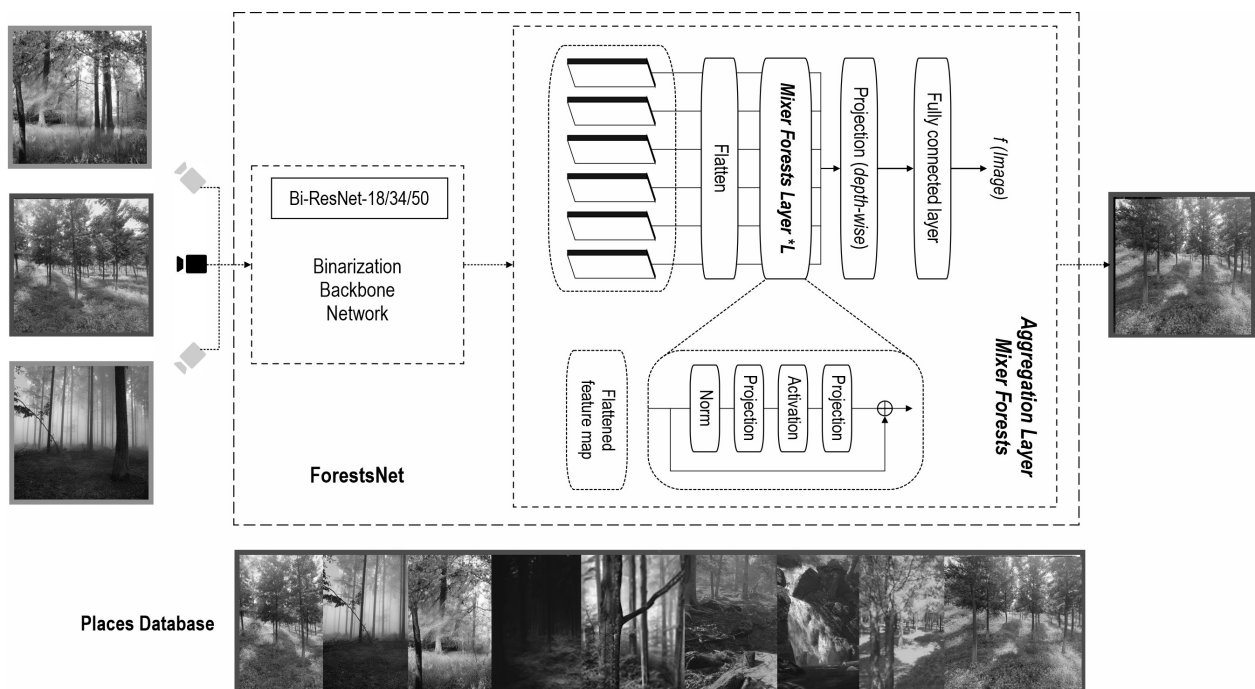 Bi-ResNet-18/34/50
Binarization
Backbone
Network
ForestsNet
Flatten
Mixer Forests Layer *L
Projection (depth-wise)
Fully connected layer
f (Image)
Flattened
feature map
Norm
Projection
Activation
Projection
Aggregation Layer
Mixer Forests
Places Database